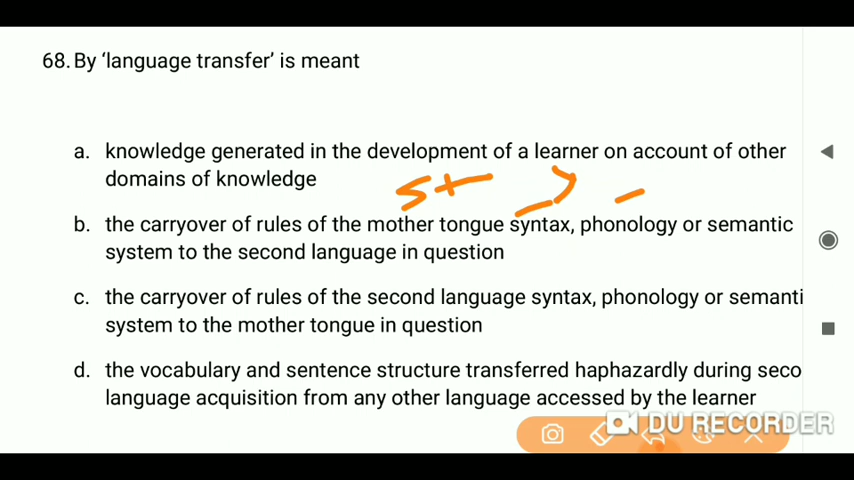 68. By ‘language transfer’ is meant
a. knowledge generated in the development of a learner on account of other
domains of knowledge
b. the carryover of rules of the mother tongue syntax, phonology or semantic
system to the second language in question
c. the carryover of rules of the second language syntax, phonology or semanti
system to the mother tongue in question
d. the vocabulary and sentence structure transferred haphazardly during seco
language acquisition from any other language accessed by the learner
DU RECORDER